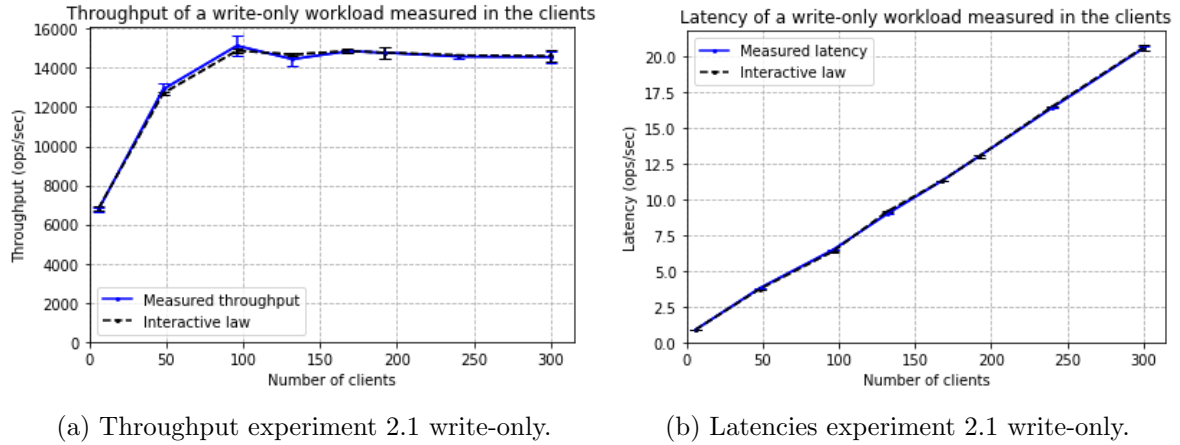 Throughput of a write-only workload measured in the clients
16000
14000
12000
10000
8000
6000
4000
2000
0
Throughput (ops/sec)
Measured throughput
Interactive law
0 50 100 150 200 250 300
Number of clients
(a) Throughput experiment 2.1 write-only.
Latency of a write-only workload measured in the clients
20.0
17.5
15.0
12.5
10.0
7.5
5.0
2.5
0.0
Latency (ops/sec)
Measured latency
Interactive law
0 50 100 150 200 250 300
Number of clients
(b) Latencies experiment 2.1 write-only.